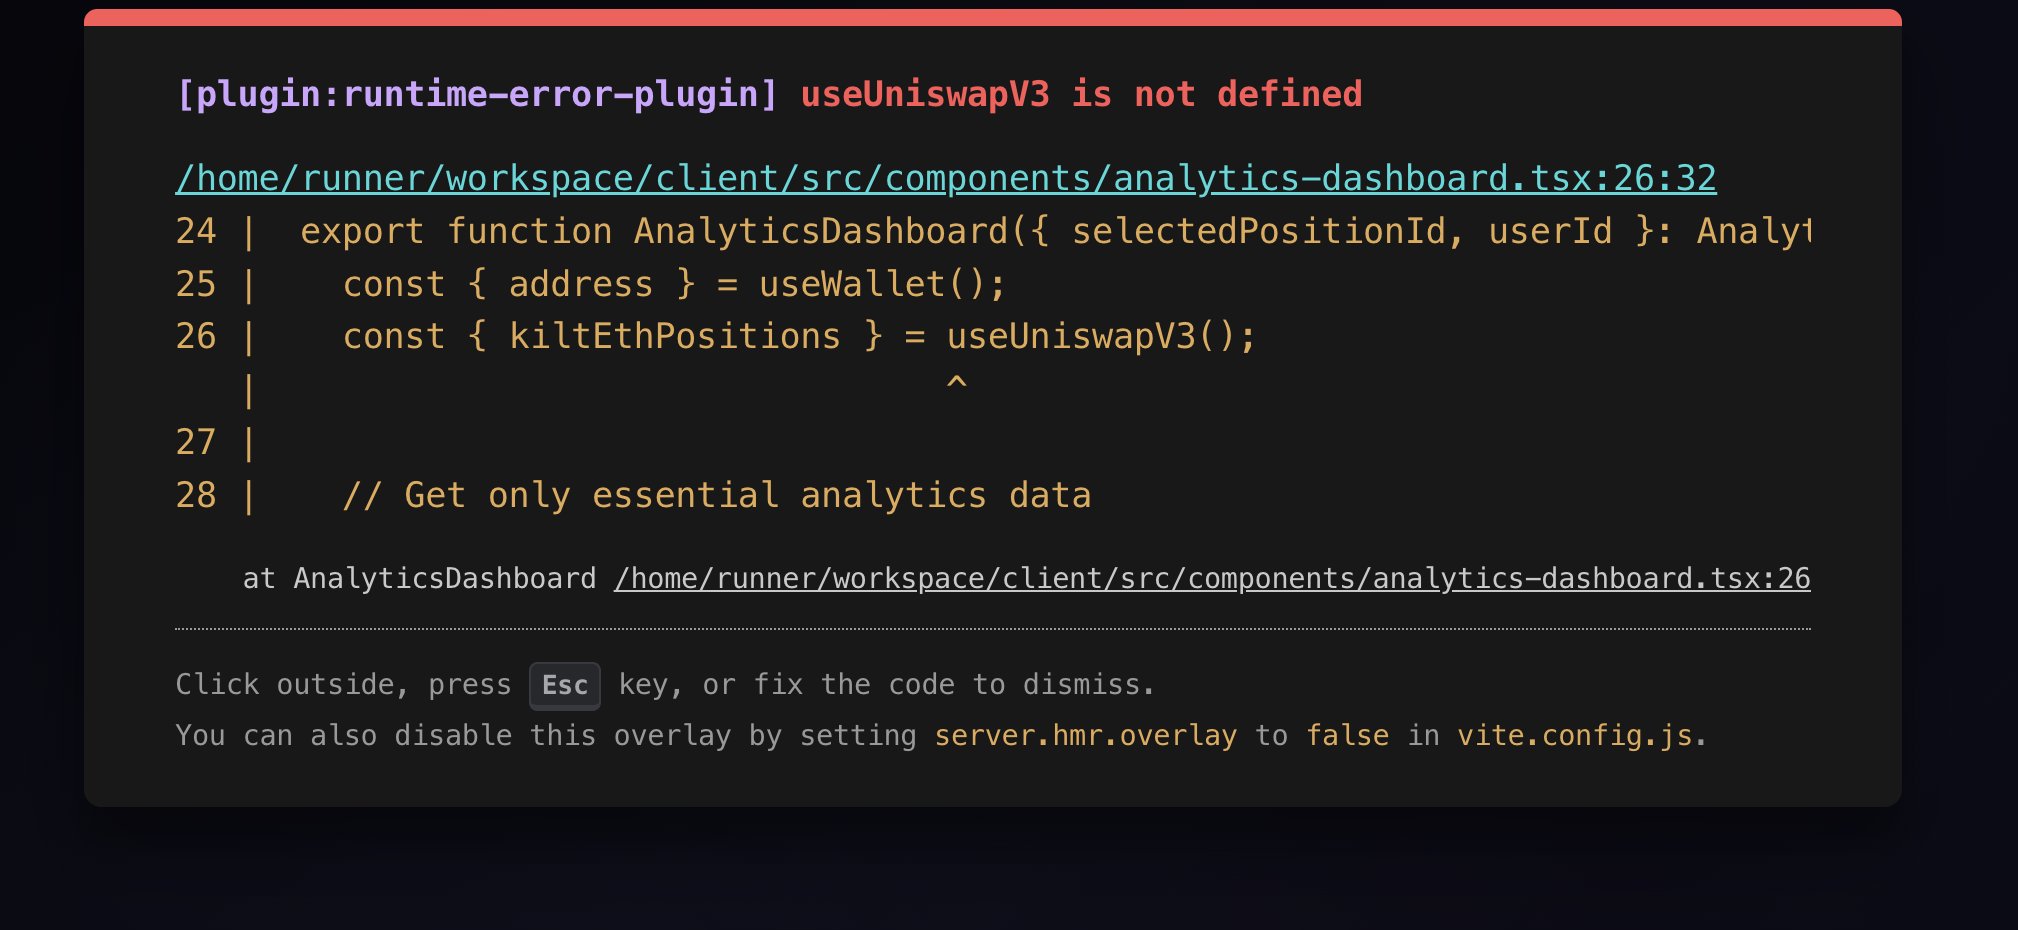 [plugin:runtime-error-plugin] useUniswapV3 is not defined
/home/runner/workspace/client/src/components/analytics-dashboard.tsx:26:32
24 |  export function AnalyticsDashboard({ selectedPositionId, userId }: Analyt
25 |    const { address } = useWallet();
26 |    const { kiltEthPositions } = useUniswapV3();
   |                                 ^
27 |
28 |    // Get only essential analytics data
at AnalyticsDashboard /home/runner/workspace/client/src/components/analytics-dashboard.tsx:26
Click outside, press Esc key, or fix the code to dismiss.
You can also disable this overlay by setting server.hmr.overlay to false in vite.config.js.